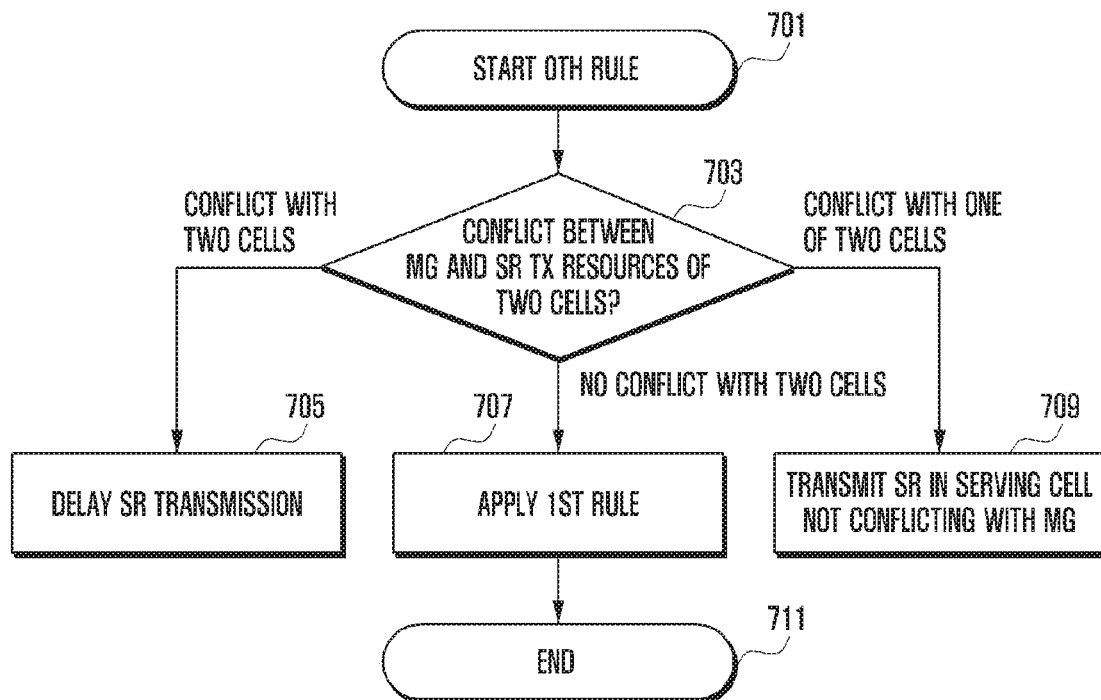 701
START 0TH RULE
703
CONFLICT WITH
TWO CELLS
CONFLICT BETWEEN
MG AND SR TX RESOURCES OF
TWO CELLS?
CONFLICT WITH ONE
OF TWO CELLS
NO CONFLICT WITH TWO CELLS
705
707
709
DELAY SR TRANSMISSION
APPLY 1ST RULE
TRANSMIT SR IN SERVING CELL
NOT CONFLICTING WITH MG
711
END